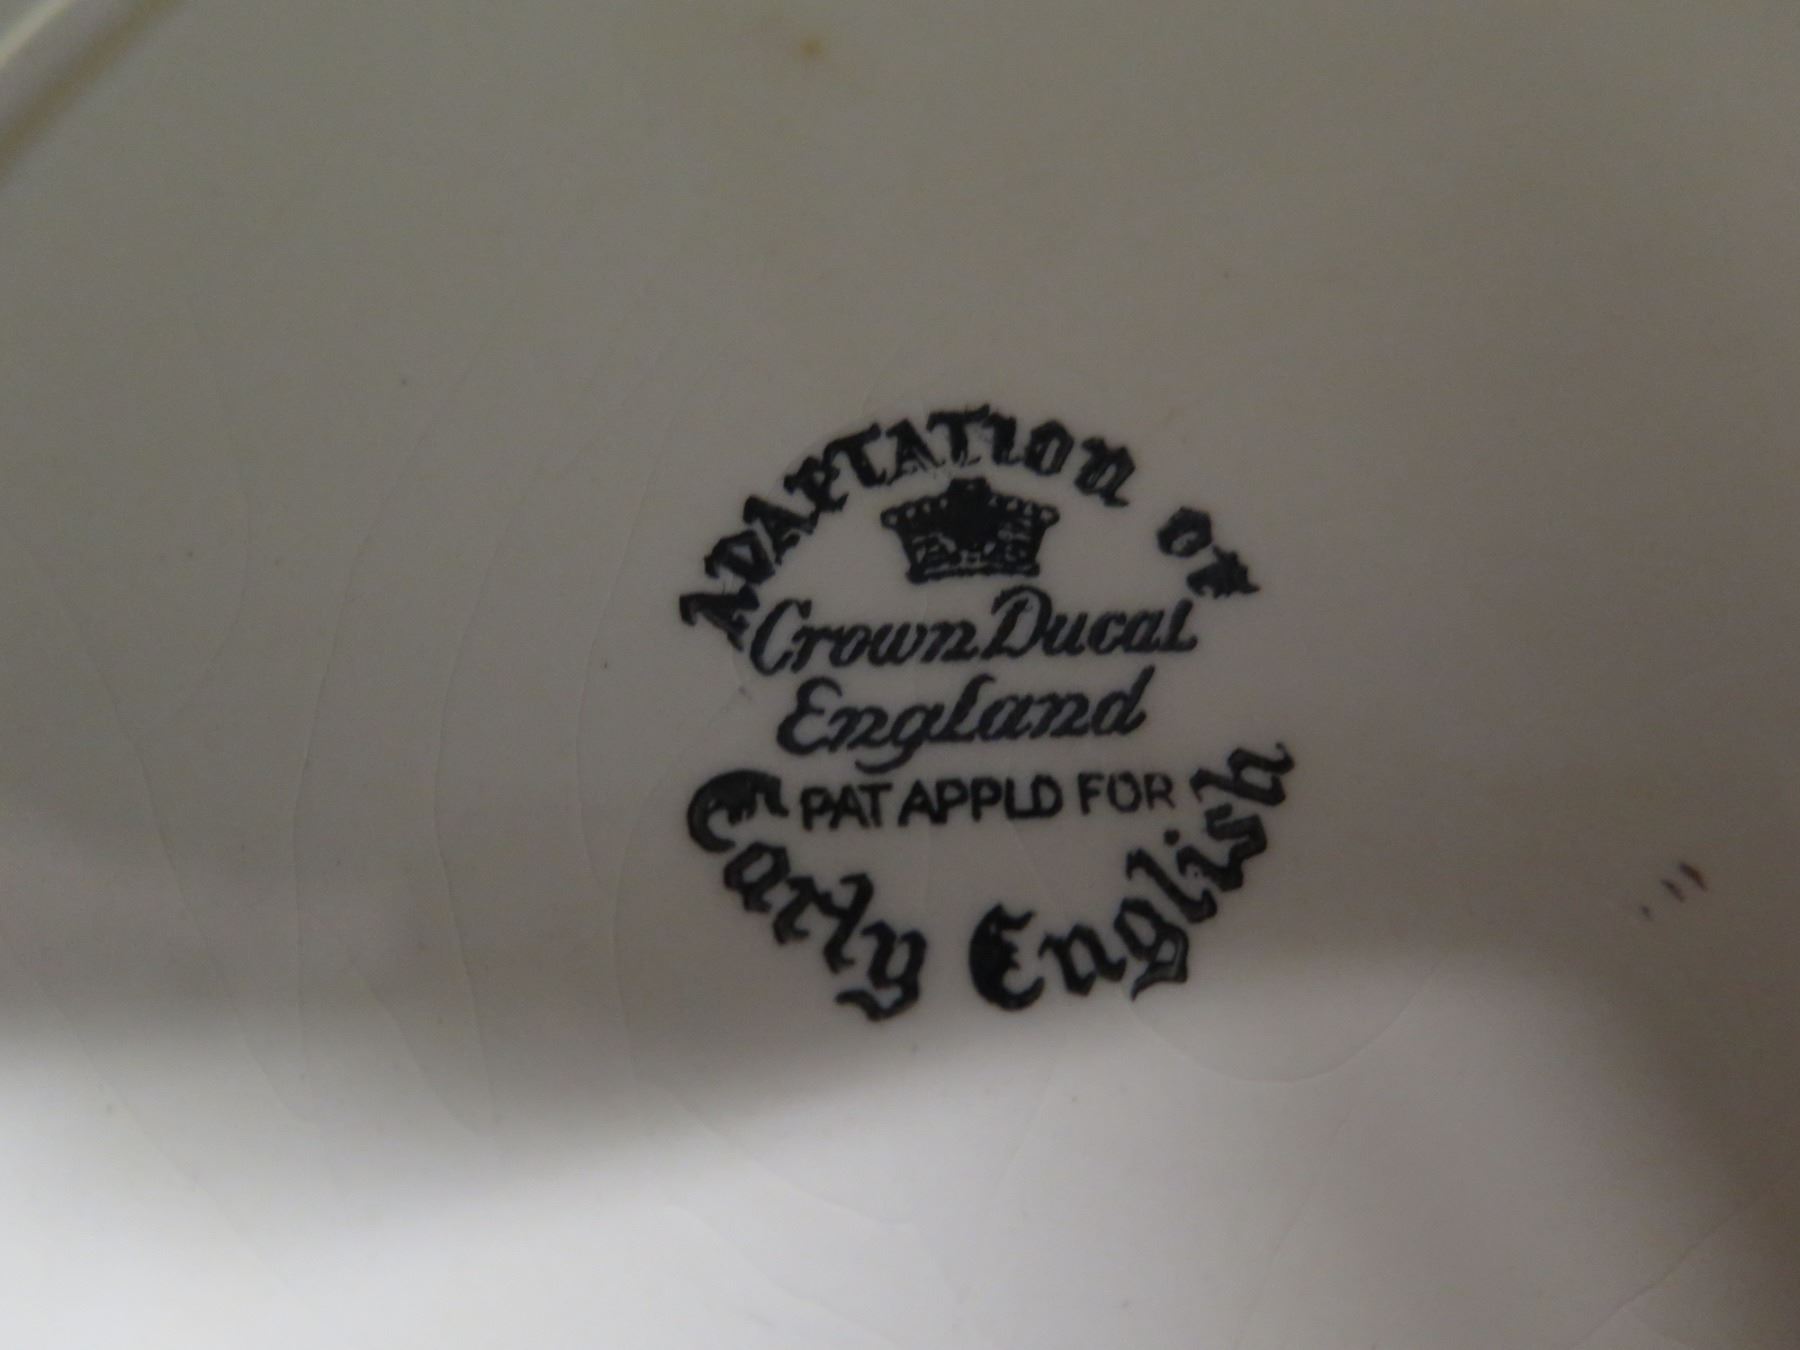 ADAPTATION OF
Crown Ducal
England
PAT APPLD FOR
Early English